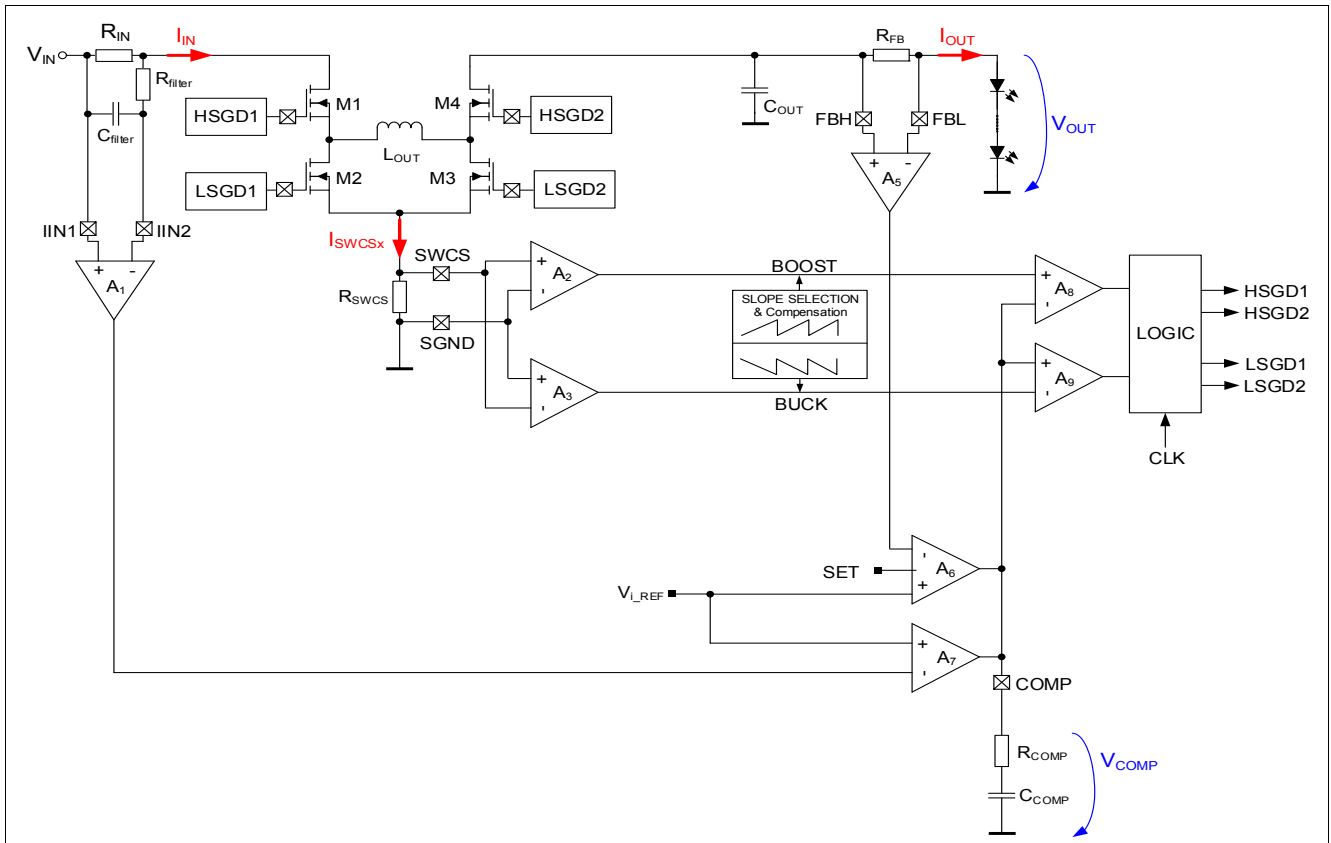 RIN
IIN
VIN
Rfilter
Cfilter
HSGD1
M1
M4
HSGD2
LOUT
LSGD1
M2
M3
LSGD2
COUT
RFB
IOUT
FBH
FBL
VOUT
+ -
A5
IIN1
IIN2
+ -
A1
ISWCSx
SWCS
RSWCS
SGND
+
-
A2
+
-
A3
BOOST
SLOPE SELECTION
& Compensation
BUCK
+
-
A8
+
-
A9
LOGIC
HSGD1
HSGD2
LSGD1
LSGD2
CLK
SET
-
+
A6
Vi_REF
+
-
A7
COMP
RCOMP
CCOMP
VCOMP